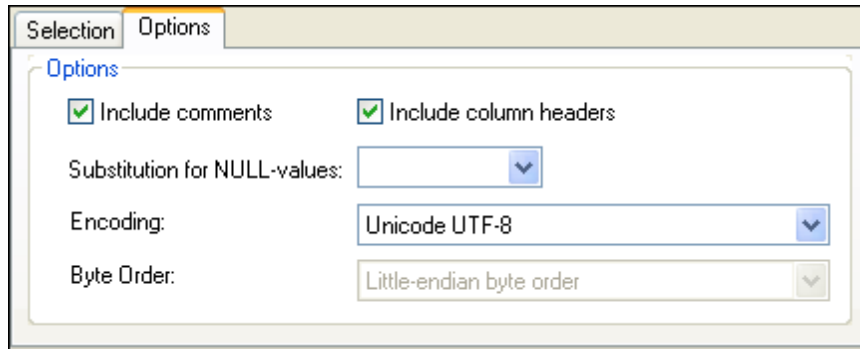 Selection Options
Options
Include comments Include column headers
Substitution for NULL-values:
Encoding: Unicode UTF-8
Byte Order: Little-endian byte order